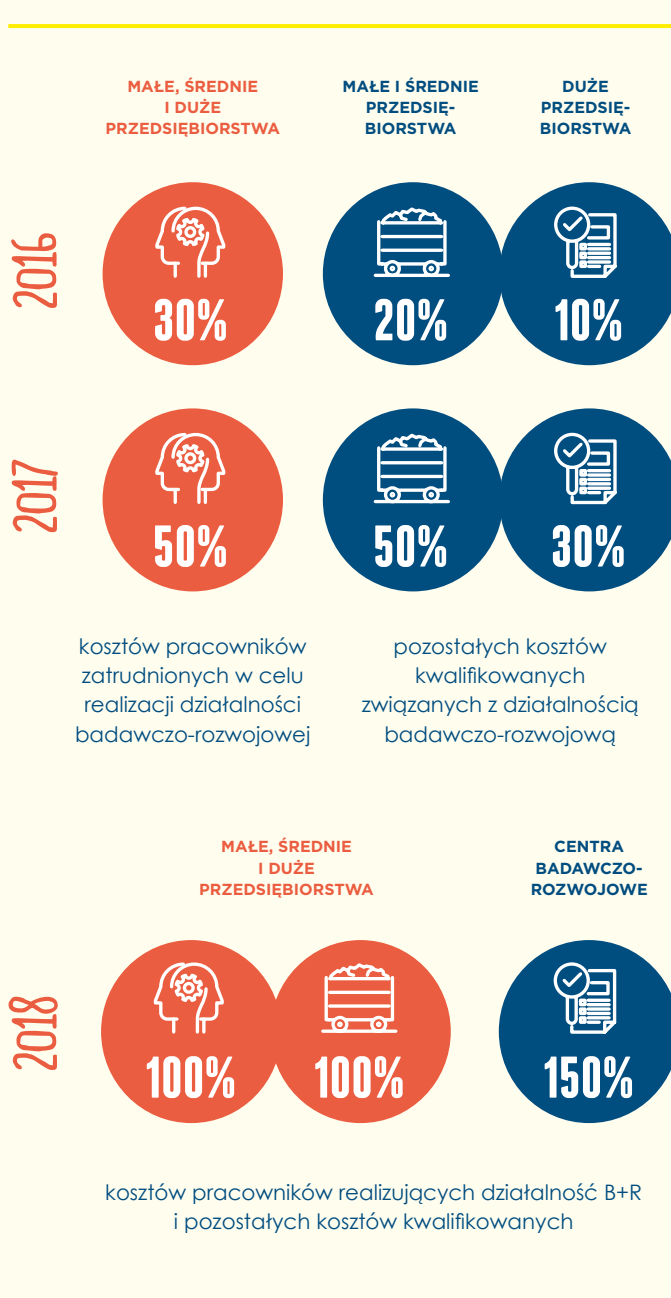 MAŁE, ŚREDNIE
I DUŻE
PRZEDSIĘBIORSTWA
MAŁE I ŚREDNIE
PRZEDSIĘ-
BIORSTWA
DUŻE
PRZEDSIĘ-
BIORSTWA
2016
30%
20%
10%
2017
50%
50%
30%
kosztów pracowników
zatrudnionych w celu
realizacji działalności
badawczo-rozwojowej
pozostałych kosztów
kwalifikowanych
związanych z działalnością
badawczo-rozwojową
MAŁE, ŚREDNIE
I DUŻE
PRZEDSIĘBIORSTWA
CENTRA
BADAWCZO-
ROZWOJOWE
2018
100%
100%
150%
kosztów pracowników realizujących działalność B+R
i pozostałych kosztów kwalifikowanych